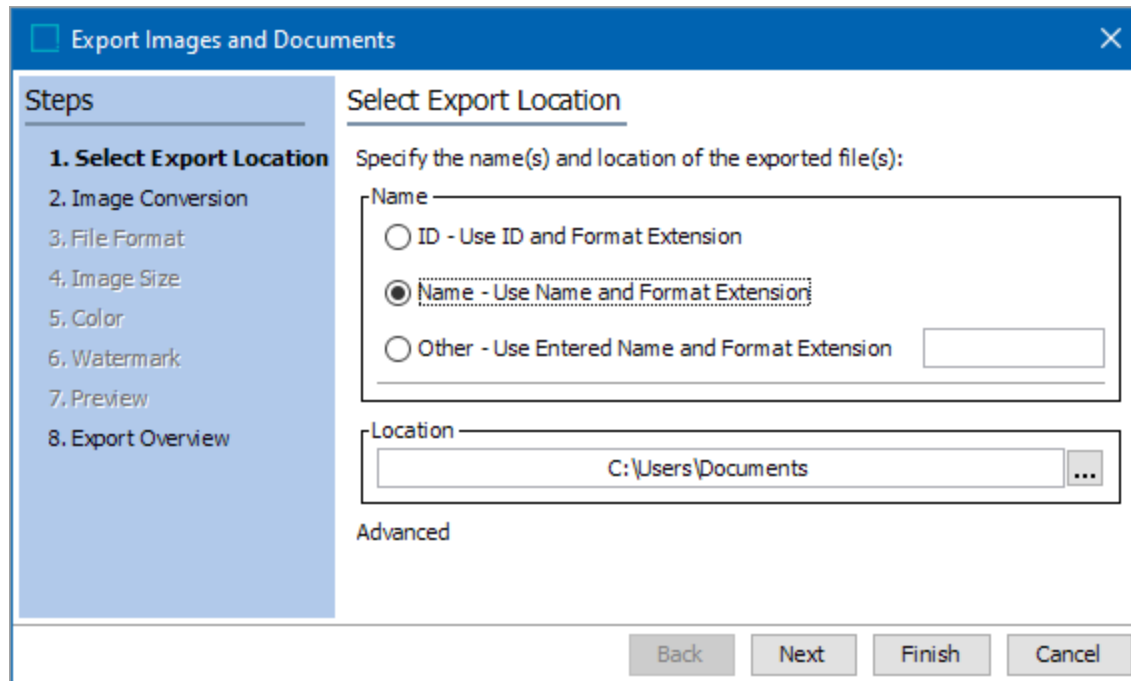 Export Images and Documents
Steps
1. Select Export Location
2. Image Conversion
3. File Format
4. Image Size
5. Color
6. Watermark
7. Preview
8. Export Overview
Select Export Location
Specify the name(s) and location of the exported file(s):
Name
ID - Use ID and Format Extension
Name - Use Name and Format Extension
Other - Use Entered Name and Format Extension
Location
C:\Users\Documents
...
Advanced
Back Next Finish Cancel